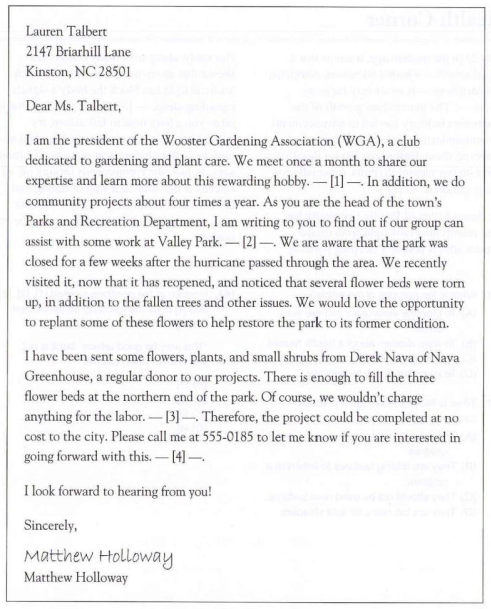 Lauren Talbert
2147 Briarhill Lane
Kinston, NC 28501
Dear Ms. Talbert,
I am the president of the Wooster Gardening Association (WGA), a club
dedicated to gardening and plant care. We meet once a month to share our
expertise and learn more about this rewarding hobby. — [1] —. In addition, we do
community projects about four times a year. As you are the head of the town's
Parks and Recreation Department, I am writing to you to find out if our group can
assist with some work at Valley Park. — [2] —. We are aware that the park was
closed for a few weeks after the hurricane passed through the area. We recently
visited it, now that it has reopened, and noticed that several flower beds were torn
up, in addition to the fallen trees and other issues. We would love the opportunity
to replant some of these flowers to help restore the park to its former condition.
I have been sent some flowers, plants, and small shrubs from Derek Nava of Nava
Greenhouse, a regular donor to our projects. There is enough to fill the three
flower beds at the northern end of the park. Of course, we wouldn't charge
anything for the labor. — [3] —. Therefore, the project could be completed at no
cost to the city. Please call me at 555-0185 to let me know if you are interested in
going forward with this. — [4] —.
I look forward to hearing from you!
Sincerely,
Matthew Holloway
Matthew Holloway